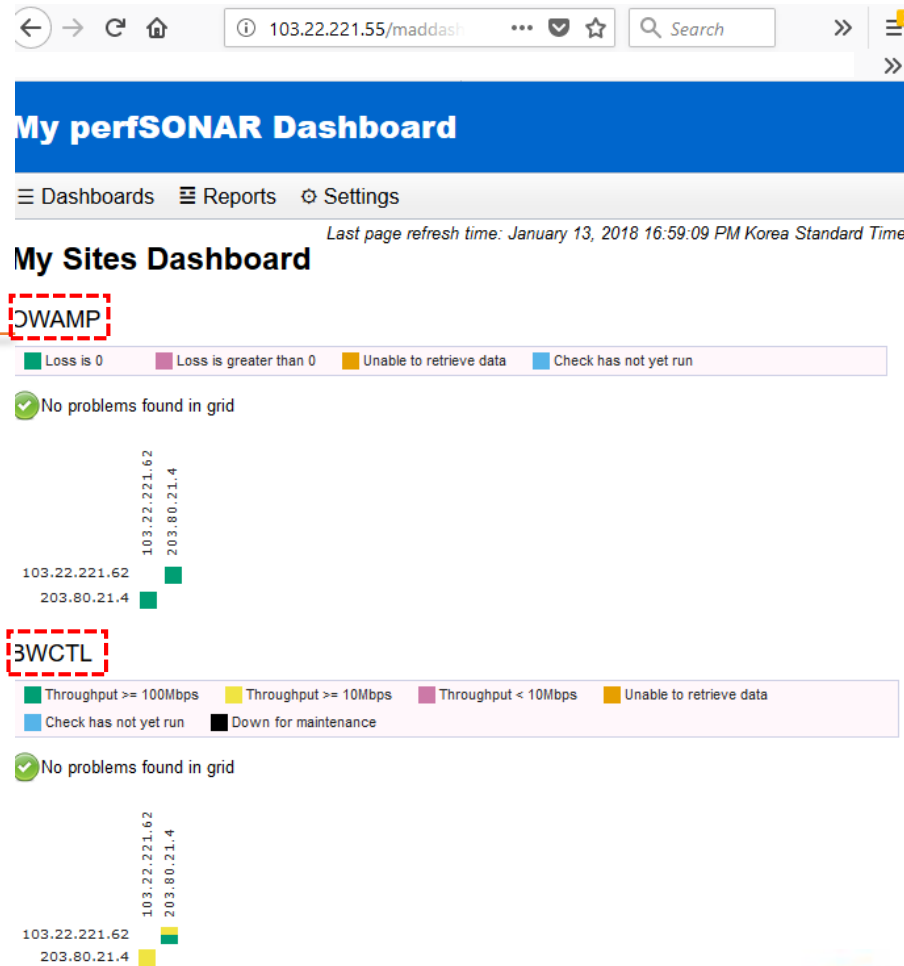 103.22.221.55/maddash
Search
My perfSONAR Dashboard
Dashboards Reports Settings
Last page refresh time: January 13, 2018 16:59:09 PM Korea Standard Time
My Sites Dashboard
OWAMP
Loss is 0 Loss is greater than 0 Unable to retrieve data Check has not yet run
No problems found in grid
103.22.221.62
203.80.21.4
103.22.221.62
203.80.21.4
BWCTL
Throughput >= 100Mbps Throughput >= 10Mbps Throughput < 10Mbps Unable to retrieve data
Check has not yet run Down for maintenance
No problems found in grid
103.22.221.62
203.80.21.4
103.22.221.62
203.80.21.4